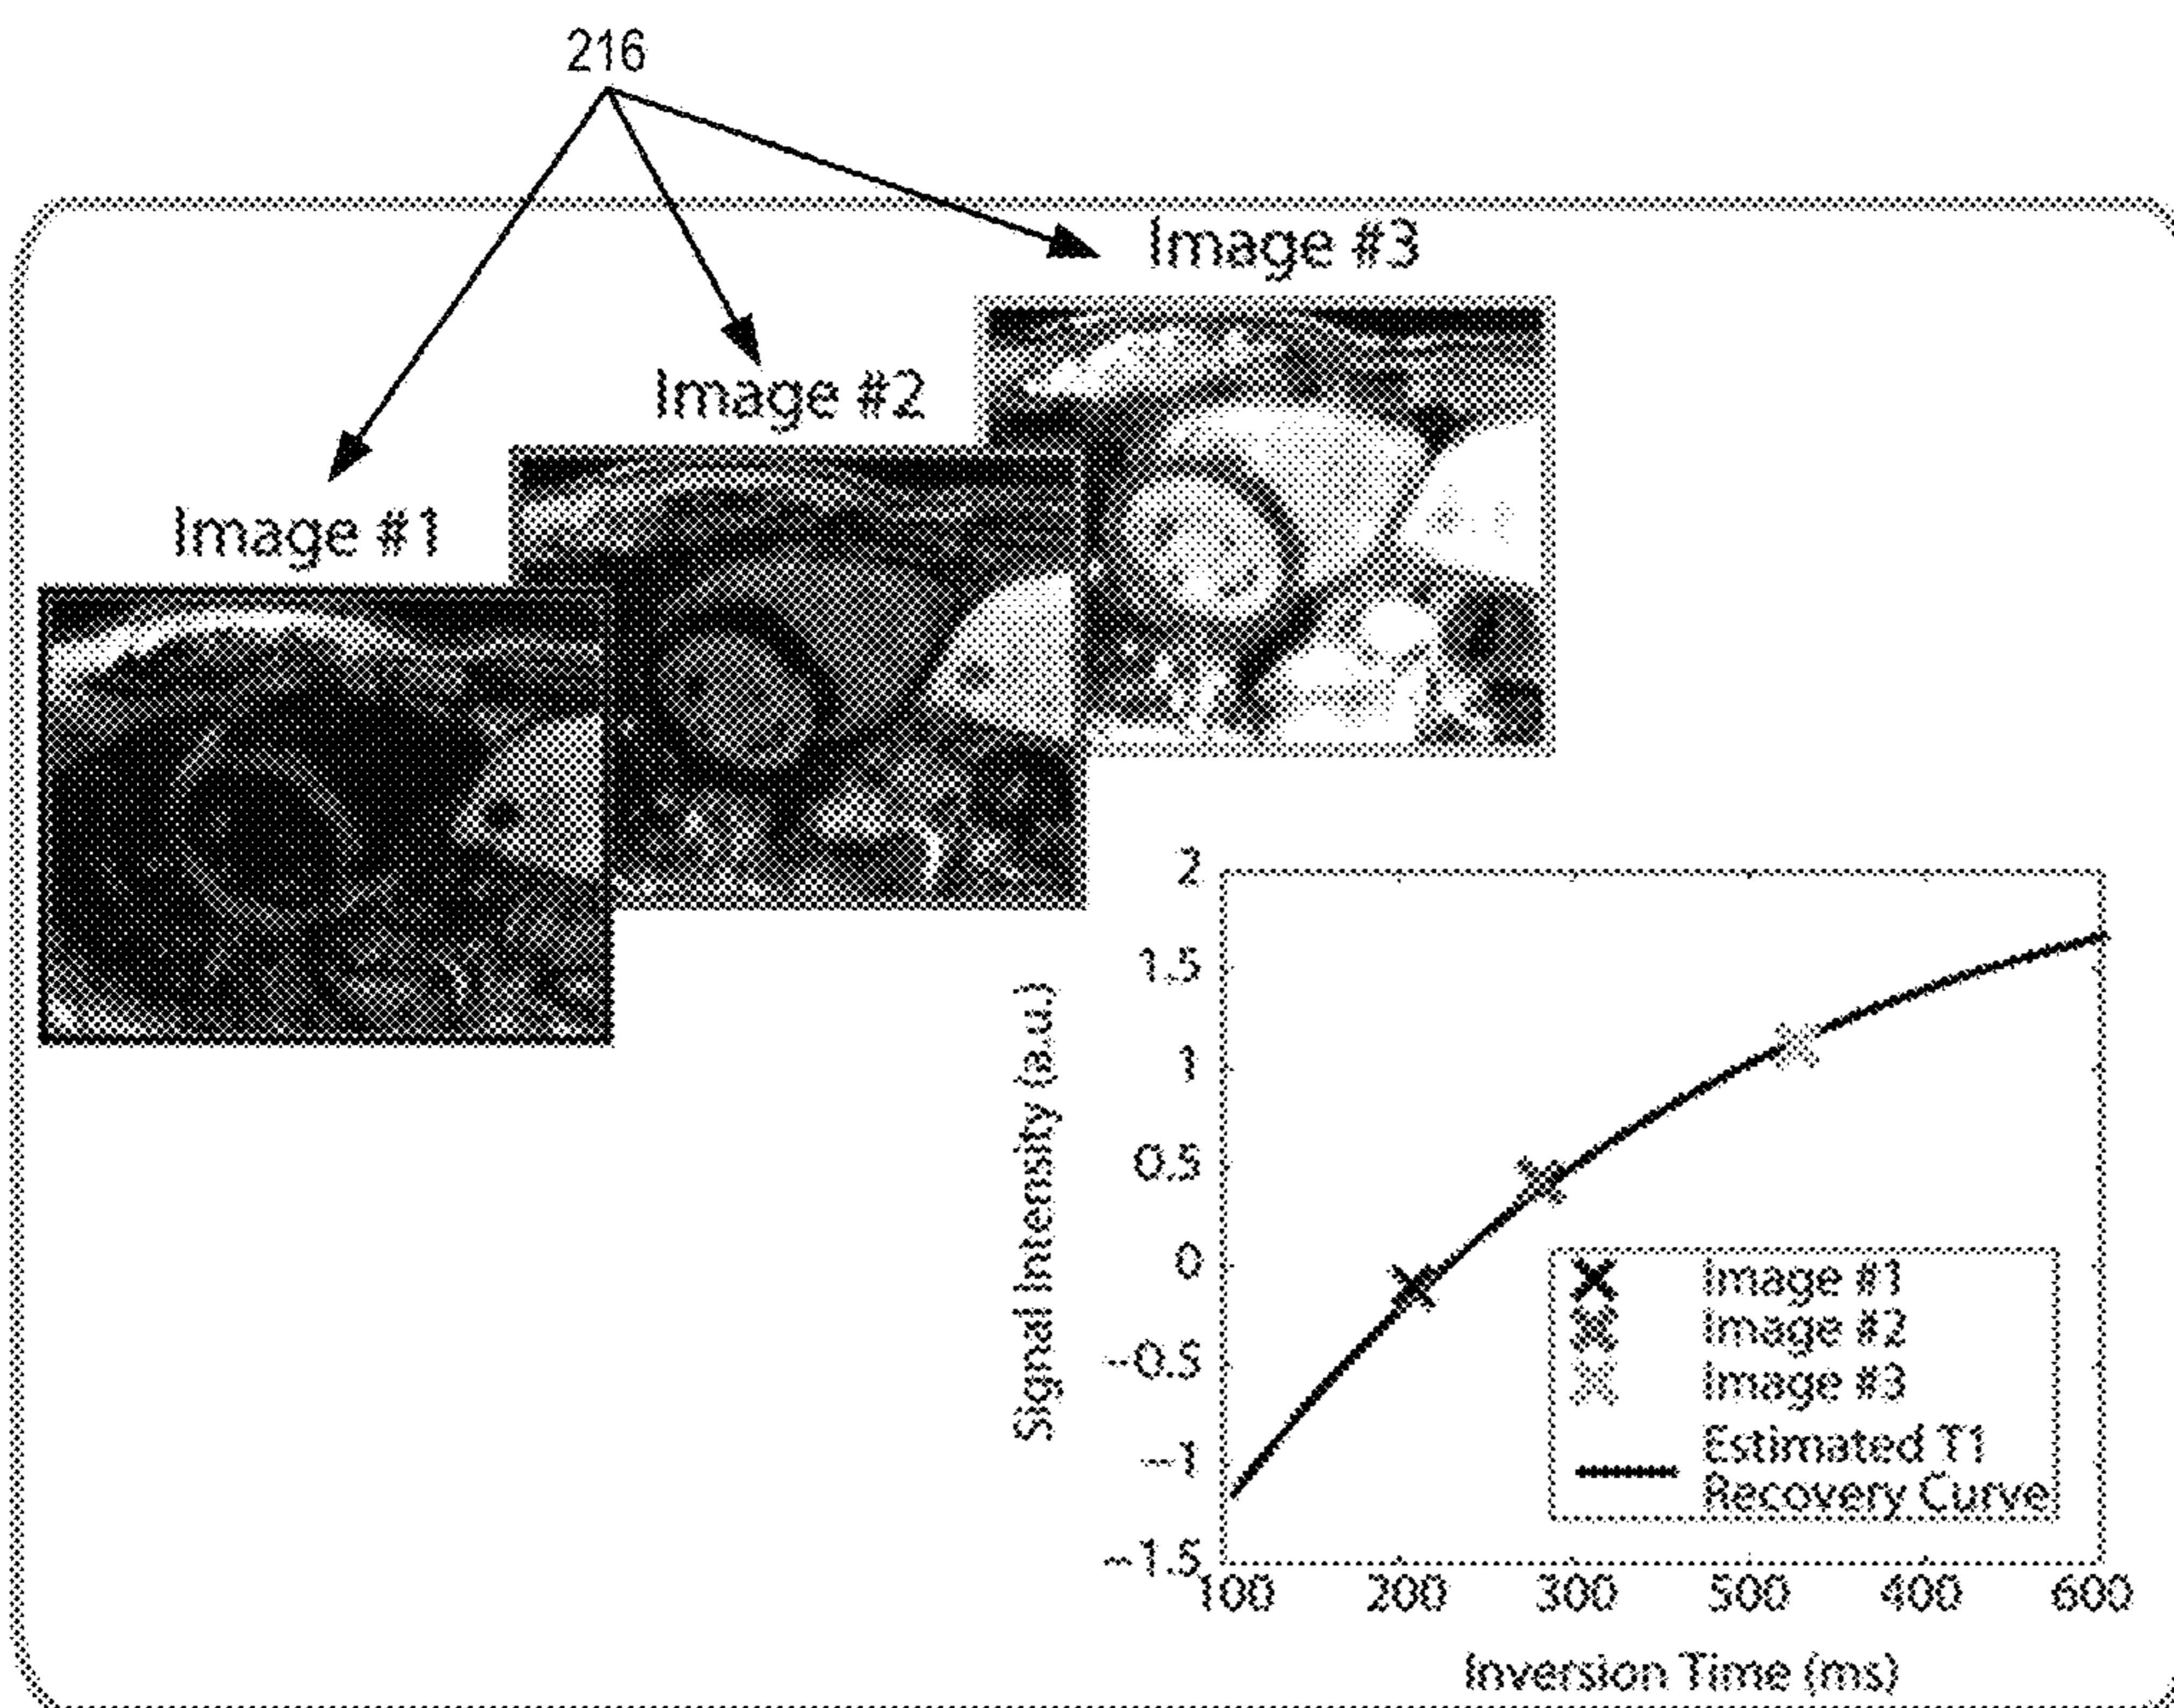 216
Image #3
Image #2
Image #1
2
1.5
1
0.5
0
-0.5
-1
-1.5
Signal Intensity (a.u.)
Image #1
Image #2
Image #3
Estimated T1
Recovery Curve
100 200 300 500 400 600
Inversion Time (ms)